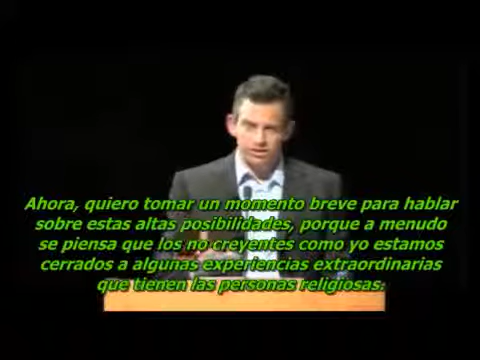 Ahora, quiero tomar un momento breve para hablar
sobre estas altas posibilidades, porque a menudo
se piensa que los no creyentes como yo estamos
cerrados a algunas experiencias extraordinarias
que tienen las personas religiosas.